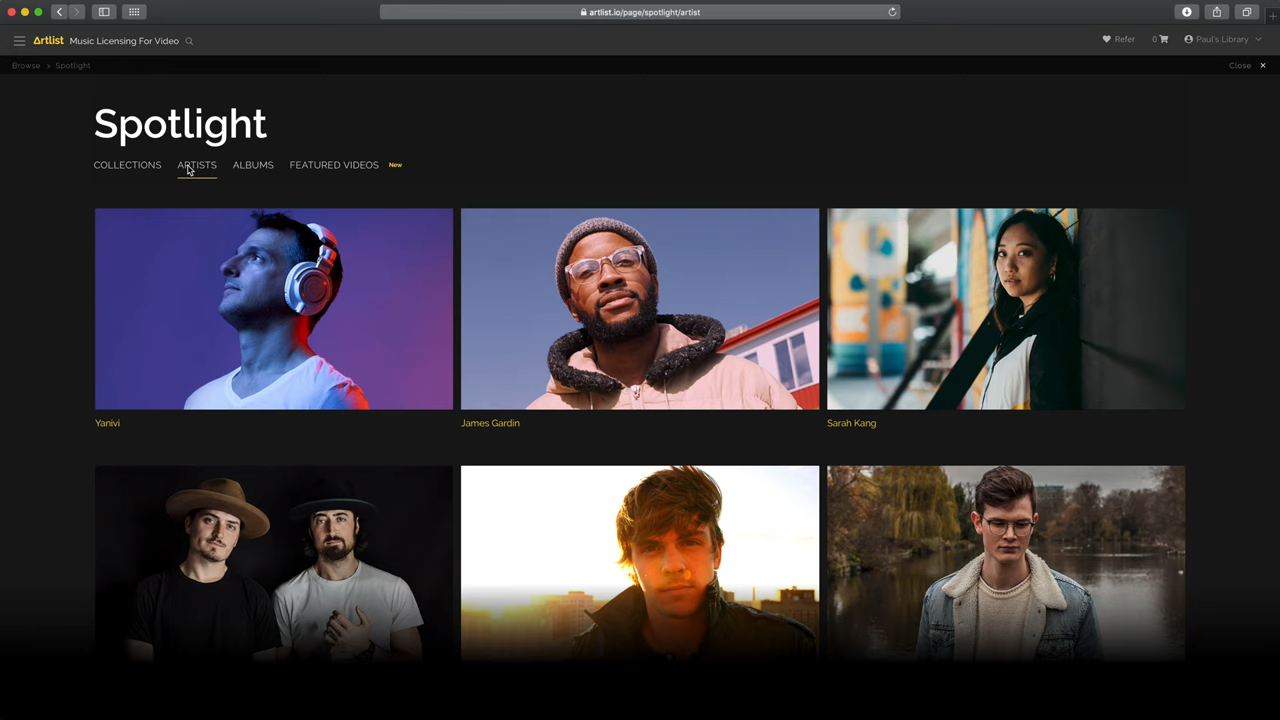 artlist.io/page/spotlight/artist
Artlist Music Licensing For Video
Refer 0 Paul's Library
Browse > Spotlight
Close ×
Spotlight
COLLECTIONS ARTISTS ALBUMS FEATURED VIDEOS New
Yanivi James Gardin Sarah Kang